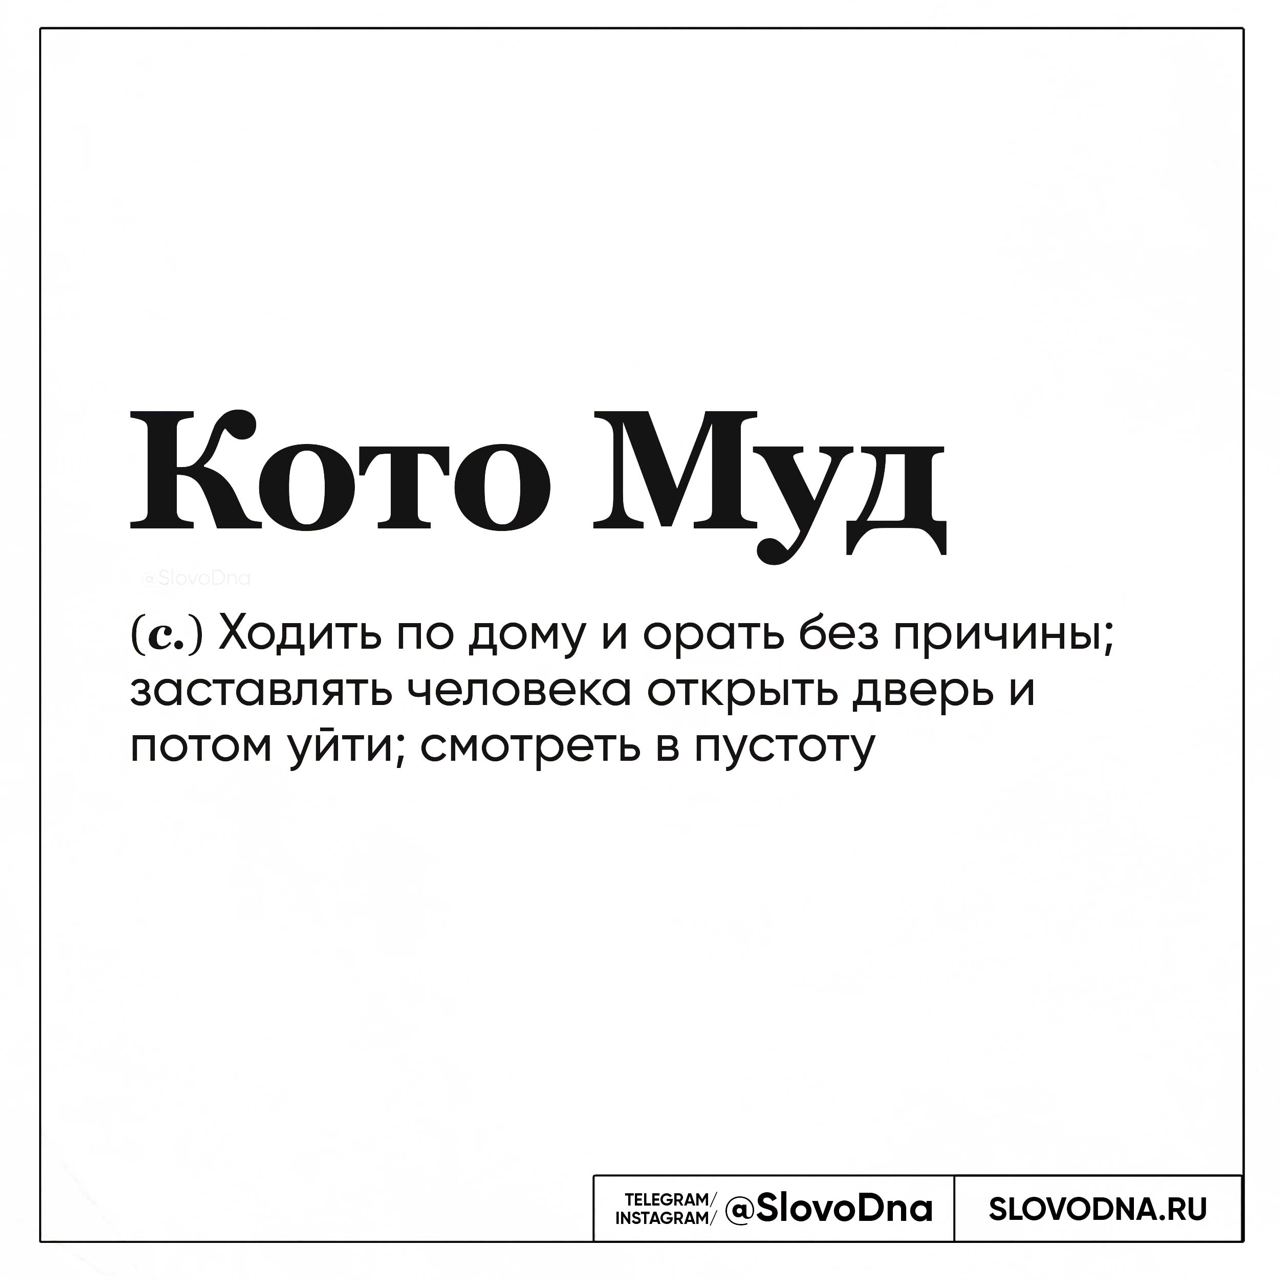 Кото Муд
@SlovoDna
(с.) Ходить по дому и орать без причины;
заставлять человека открыть дверь и
потом уйти; смотреть в пустоту
TELEGRAM/
INSTAGRAM/
@SlovoDna
SLOVODNA.RU